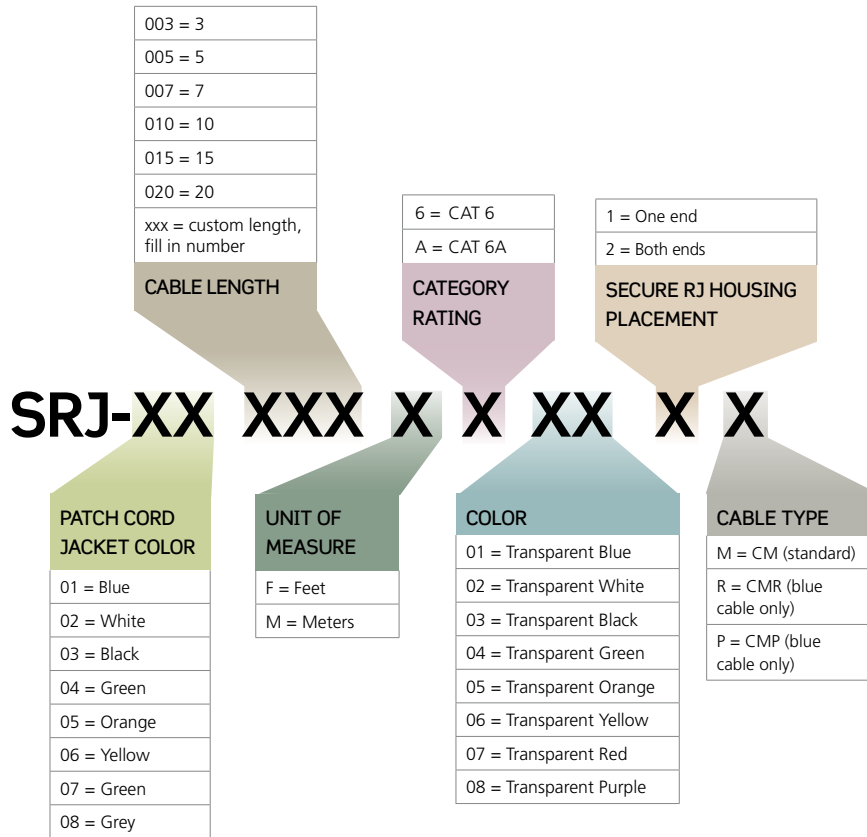 003 = 3
005 = 5
007 = 7
010 = 10
015 = 15
020 = 20
xxx = custom length,
fill in number
CABLE LENGTH
6 = CAT 6
A = CAT 6A
CATEGORY
RATING
1 = One end
2 = Both ends
SECURE RJ HOUSING
PLACEMENT
SRJ-XX XXX X X XX X X
PATCH CORD
JACKET COLOR
01 = Blue
02 = White
03 = Black
04 = Green
05 = Orange
06 = Yellow
07 = Green
08 = Grey
UNIT OF
MEASURE
F = Feet
M = Meters
COLOR
01 = Transparent Blue
02 = Transparent White
03 = Transparent Black
04 = Transparent Green
05 = Transparent Orange
06 = Transparent Yellow
07 = Transparent Red
08 = Transparent Purple
CABLE TYPE
M = CM (standard)
R = CMR (blue
cable only)
P = CMP (blue
cable only)